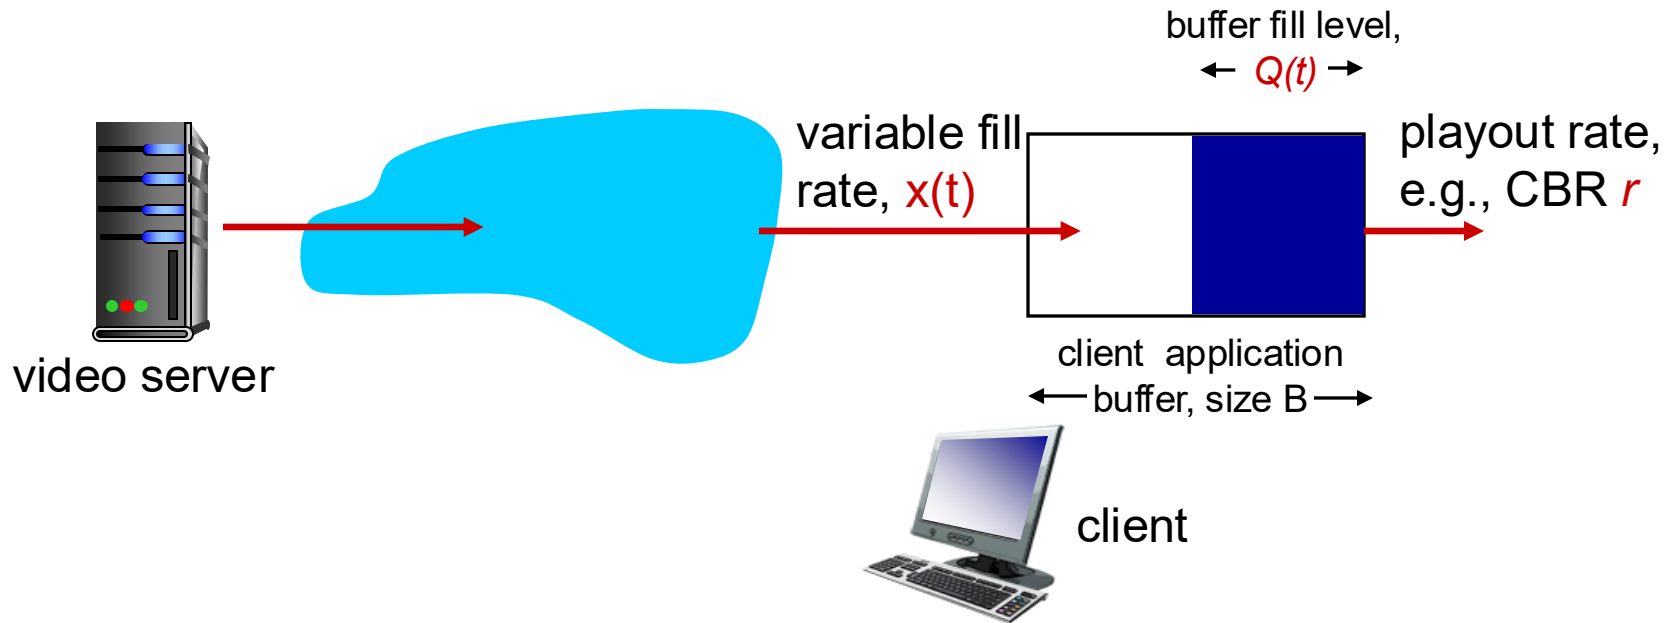 buffer fill level,
Q(t)
variable fill
rate, x(t)
playout rate,
e.g., CBR r
video server
client application
buffer, size B
client